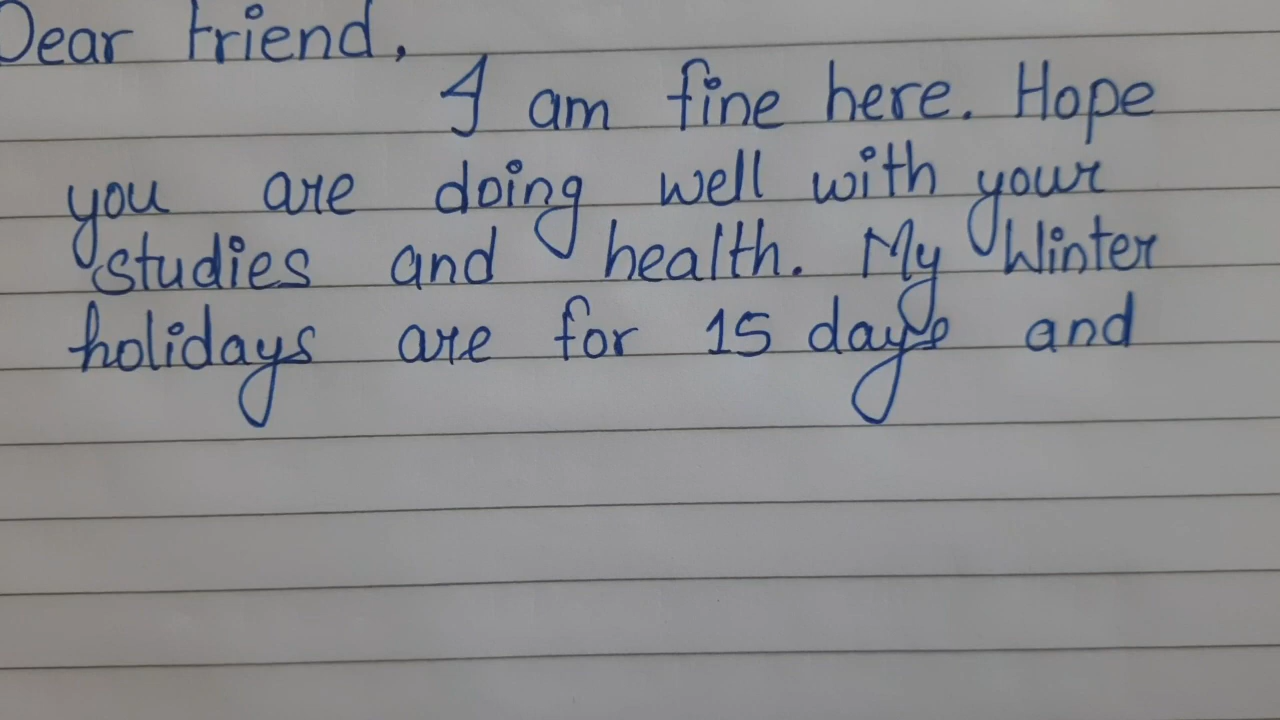 Dear Friend,
I am fine here. Hope
you are doing well with your
studies and health. My Winter
holidays are for 15 days and